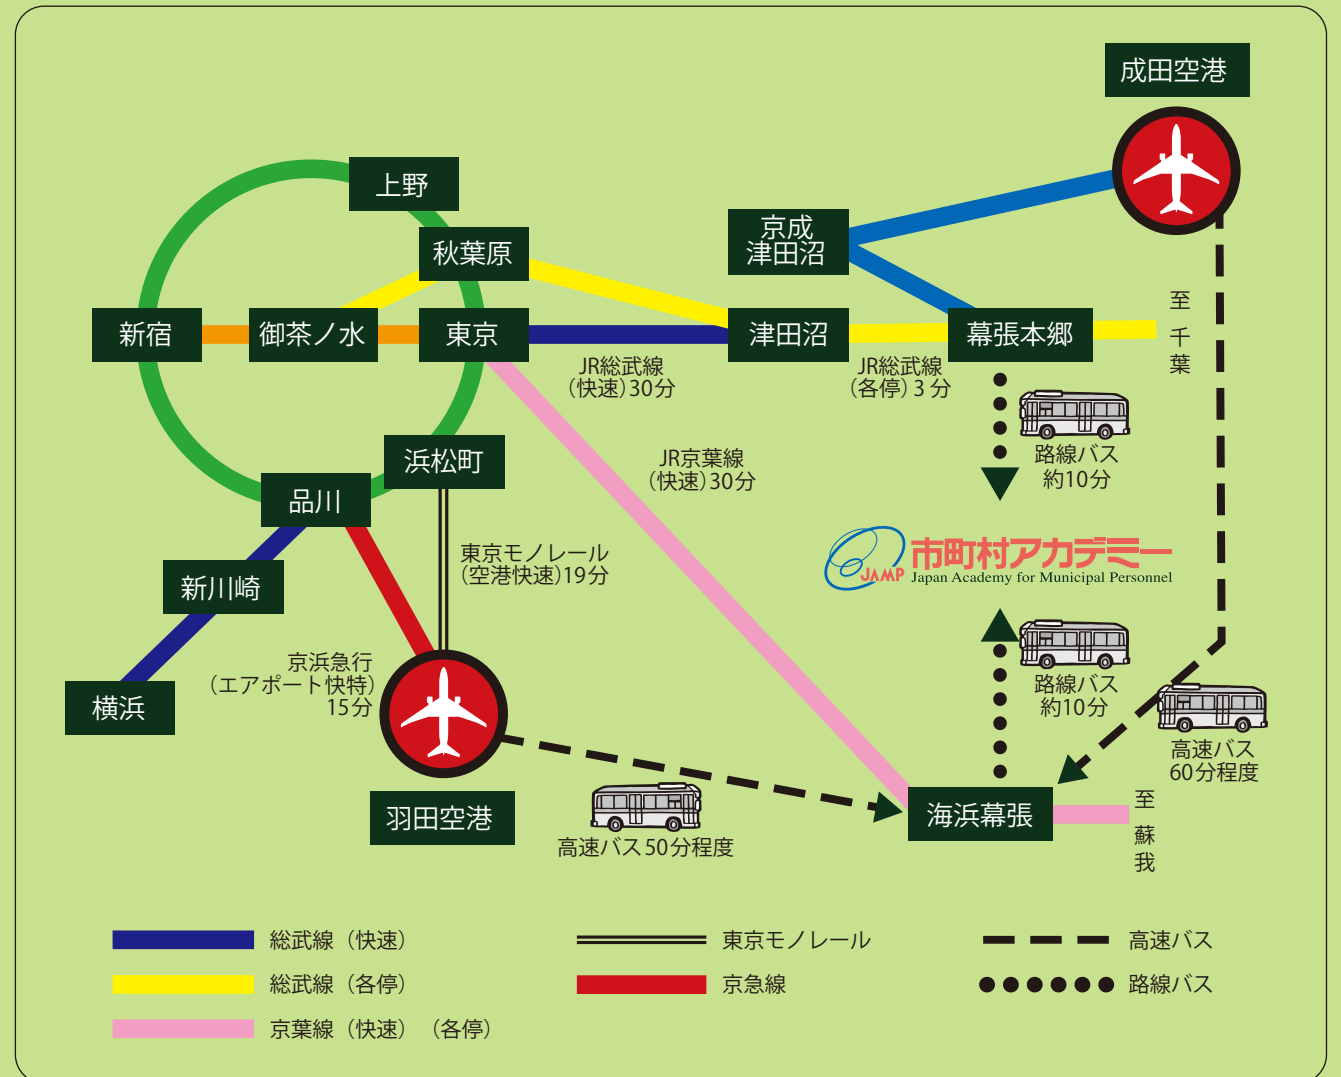 成田空港
上野
京成
津田沼
秋葉原
新宿
御茶ノ水
東京
津田沼
幕張本郷
至千葉
JR総武線
(快速)30分
JR総武線
(各停)3分
路線バス
約10分
JR京葉線
(快速)30分
浜松町
品川
東京モノレール
(空港快速)19分
JAMP
市町村アカデミー
Japan Academy for Municipal Personnel
新川崎
横浜
京浜急行
(エアポート快特)
15分
路線バス
約10分
高速バス
60分程度
羽田空港
高速バス50分程度
海浜幕張
至蘇我
総武線(快速)
東京モノレール
高速バス
総武線(各停)
京急線
路線バス
京葉線(快速)(各停)